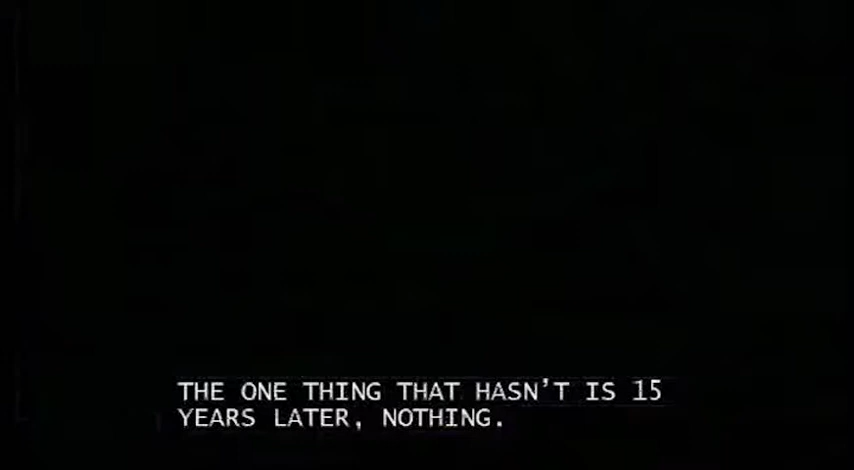 THE ONE THING THAT HASN'T IS 15
YEARS LATER, NOTHING.